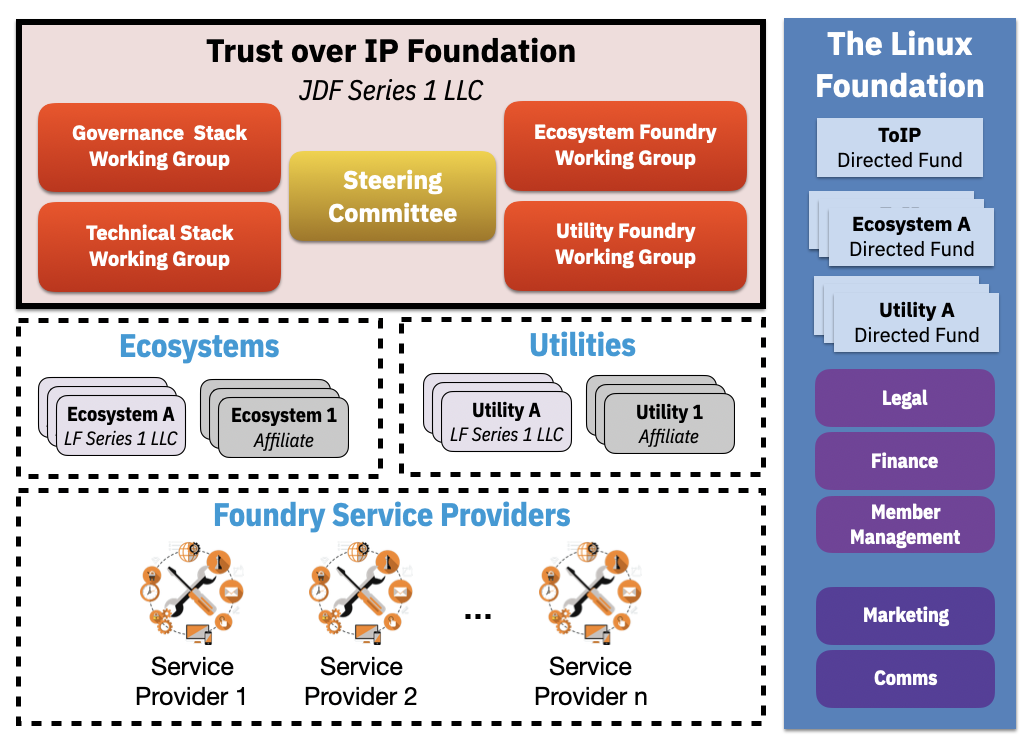 Trust over IP Foundation
JDF Series 1 LLC
Governance Stack
Working Group
Technical Stack
Working Group
Steering
Committee
Ecosystem Foundry
Working Group
Utility Foundry
Working Group
Ecosystems
Ecosystem A
LF Series 1 LLC
Ecosystem 1
Affiliate
Utilities
Utility A
LF Series 1 LLC
Utility 1
Affiliate
Foundry Service Providers
Service
Provider 1
Service
Provider 2
...
Service
Provider n
The Linux
Foundation
ToIP
Directed Fund
Ecosystem A
Directed Fund
Utility A
Directed Fund
Legal
Finance
Member
Management
Marketing
Comms